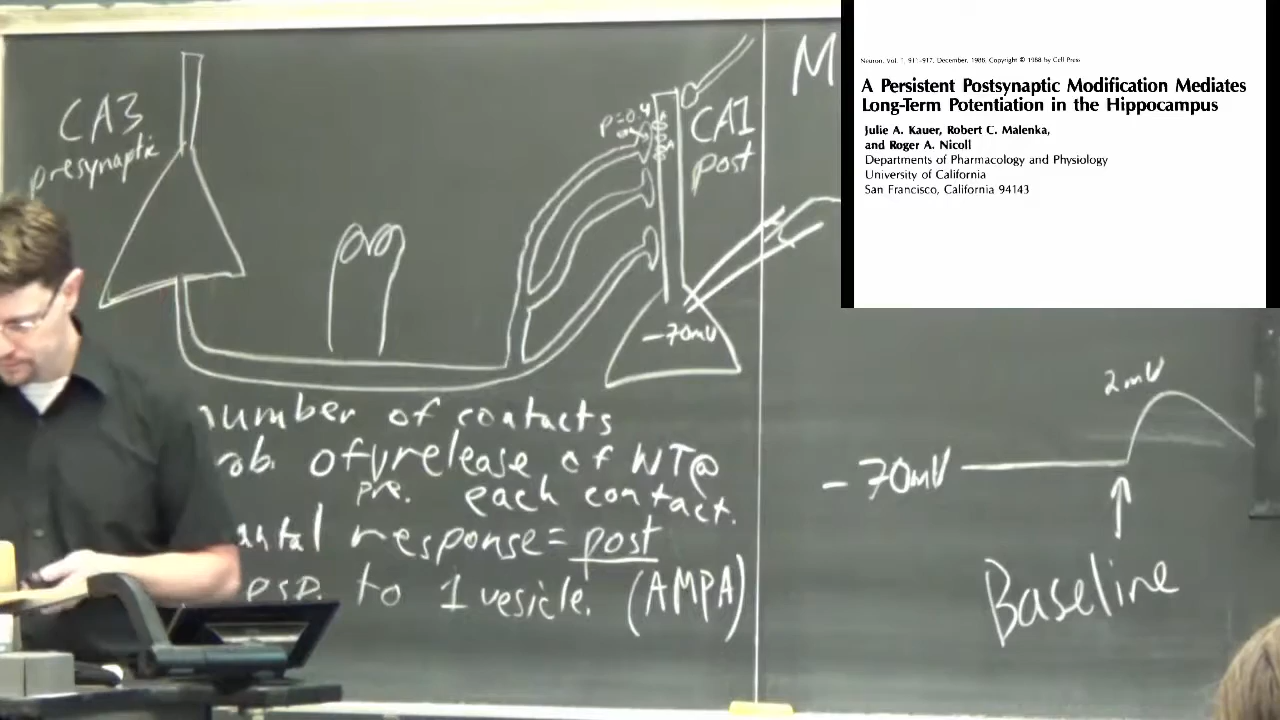 CA3
presynaptic
p=0.4
CA1
post
-70mV
number of contacts
ob. of release of NT@
pre. each contact.
ntal response = post
resp. to 1 vesicle. (AMPA)
M
Neuron, Vol. 1, 911-917, December, 1988, Copyright © 1988 by Cell Press
A Persistent Postsynaptic Modification Mediates
Long-Term Potentiation in the Hippocampus
Julie A. Kauer, Robert C. Malenka,
and Roger A. Nicoll
Departments of Pharmacology and Physiology
University of California
San Francisco, California 94143
2mV
-70mV
Baseline